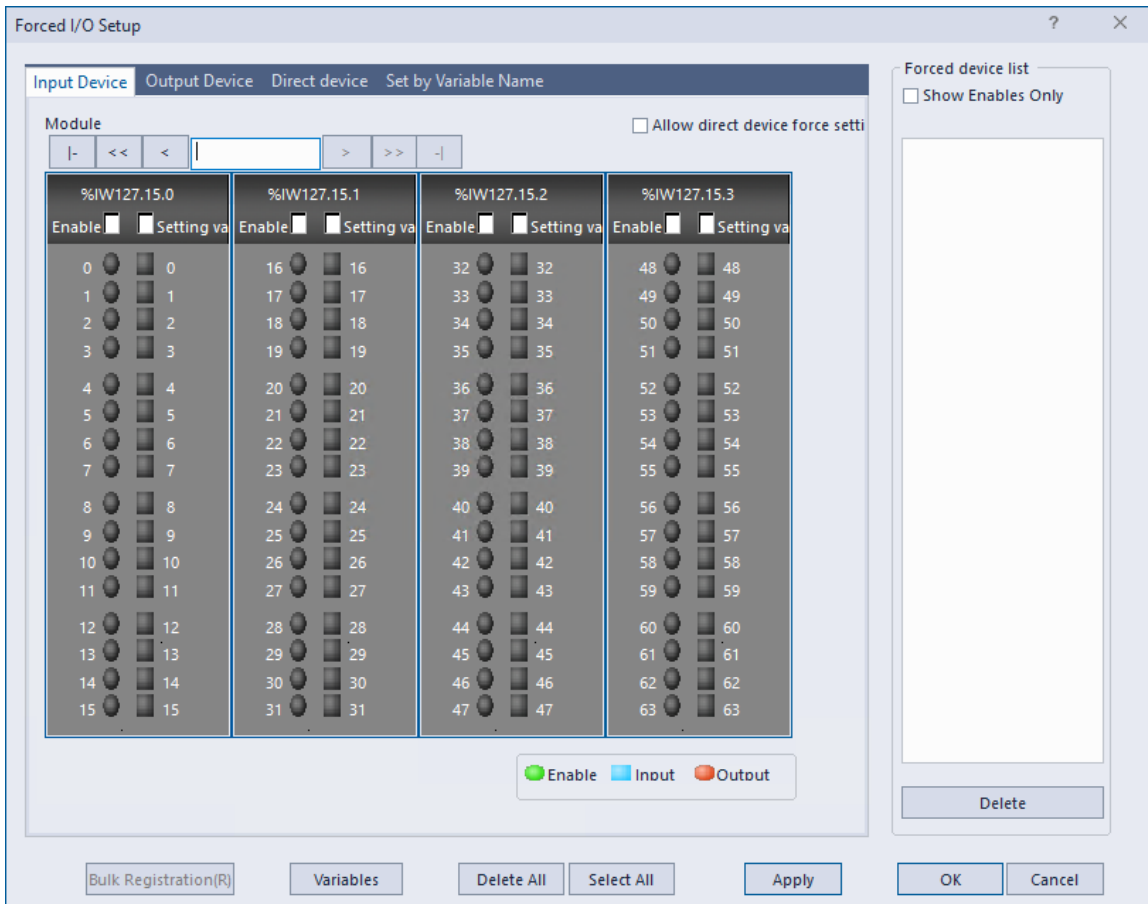 Forced I/O Setup ? ×
Input Device Output Device Direct device Set by Variable Name
Module
Allow direct device force setti
|- << < > >> -|
%IW127.15.0 %IW127.15.1 %IW127.15.2 %IW127.15.3
Enable Setting va Enable Setting va Enable Setting va Enable Setting va
0 0 16 16 32 32 48 48
1 1 17 17 33 33 49 49
2 2 18 18 34 34 50 50
3 3 19 19 35 35 51 51
4 4 20 20 36 36 52 52
5 5 21 21 37 37 53 53
6 6 22 22 38 38 54 54
7 7 23 23 39 39 55 55
8 8 24 24 40 40 56 56
9 9 25 25 41 41 57 57
10 10 26 26 42 42 58 58
11 11 27 27 43 43 59 59
12 12 28 28 44 44 60 60
13 13 29 29 45 45 61 61
14 14 30 30 46 46 62 62
15 15 31 31 47 47 63 63
Enable Input Output
Forced device list
Show Enables Only
Delete
Bulk Registration(R) Variables Delete All Select All Apply OK Cancel